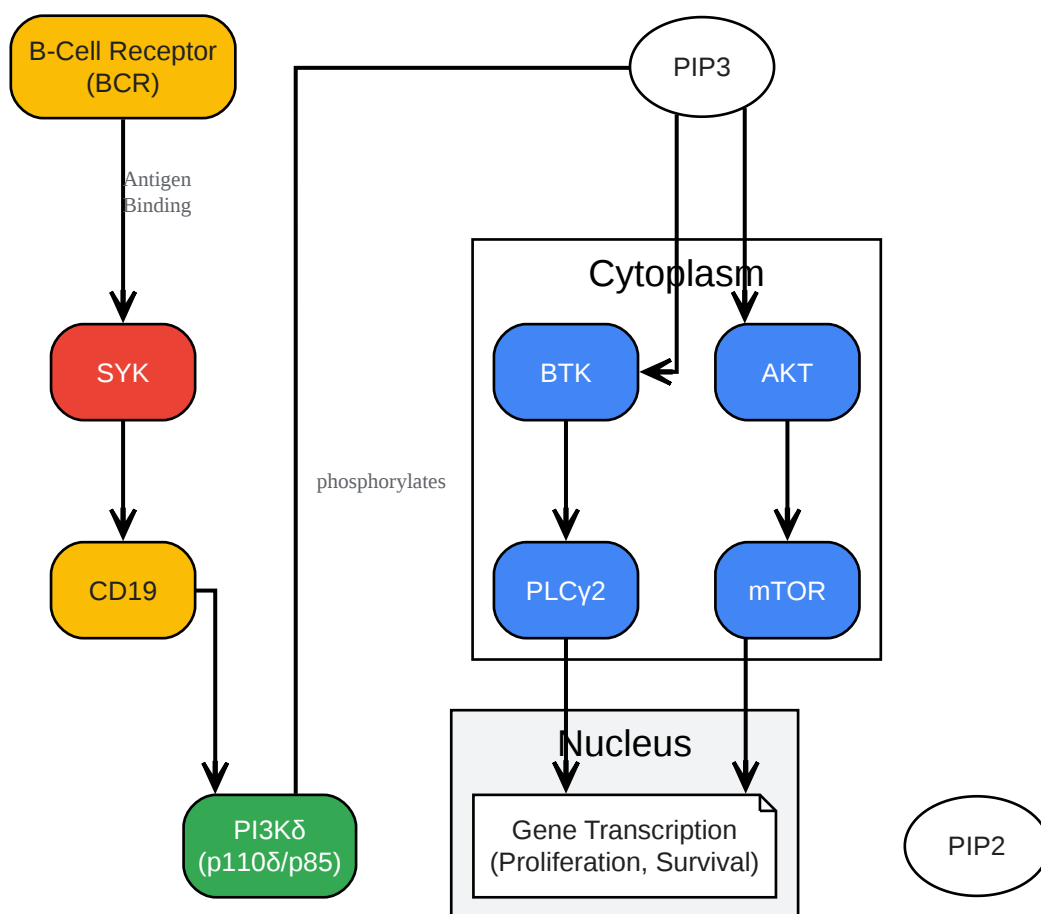 B-Cell Receptor
(BCR)
PIP3
Antigen
Binding
Cytoplasm
SYK
BTK
AKT
phosphorylates
CD19
PLCγ2
mTOR
Nucleus
PI3Kδ
(p110δ/p85)
Gene Transcription
(Proliferation, Survival)
PIP2